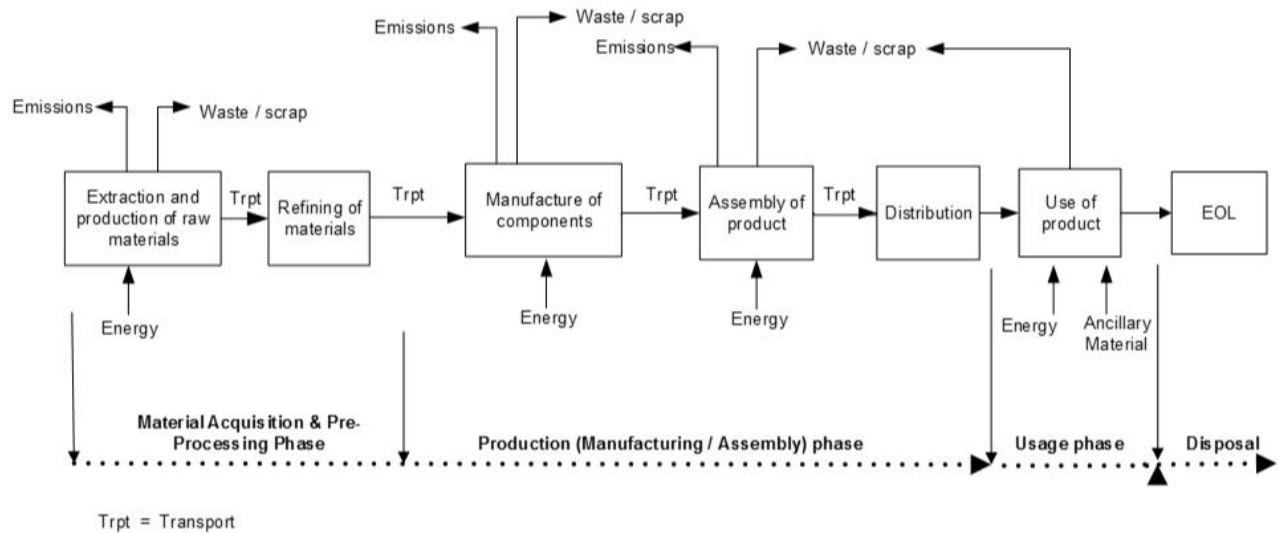 Emissions
Waste / scrap
Emissions
Waste / scrap
Emissions
Waste / scrap
Extraction and
production of raw
materials
Trpt
Refining of
materials
Trpt
Manufacture of
components
Trpt
Assembly of
product
Trpt
Distribution
Use of
product
EOL
Energy
Energy
Energy
Energy
Ancillary
Material
Material Acquisition & Pre-
Processing Phase
Production (Manufacturing / Assembly) phase
Usage phase
Disposal
Trpt = Transport